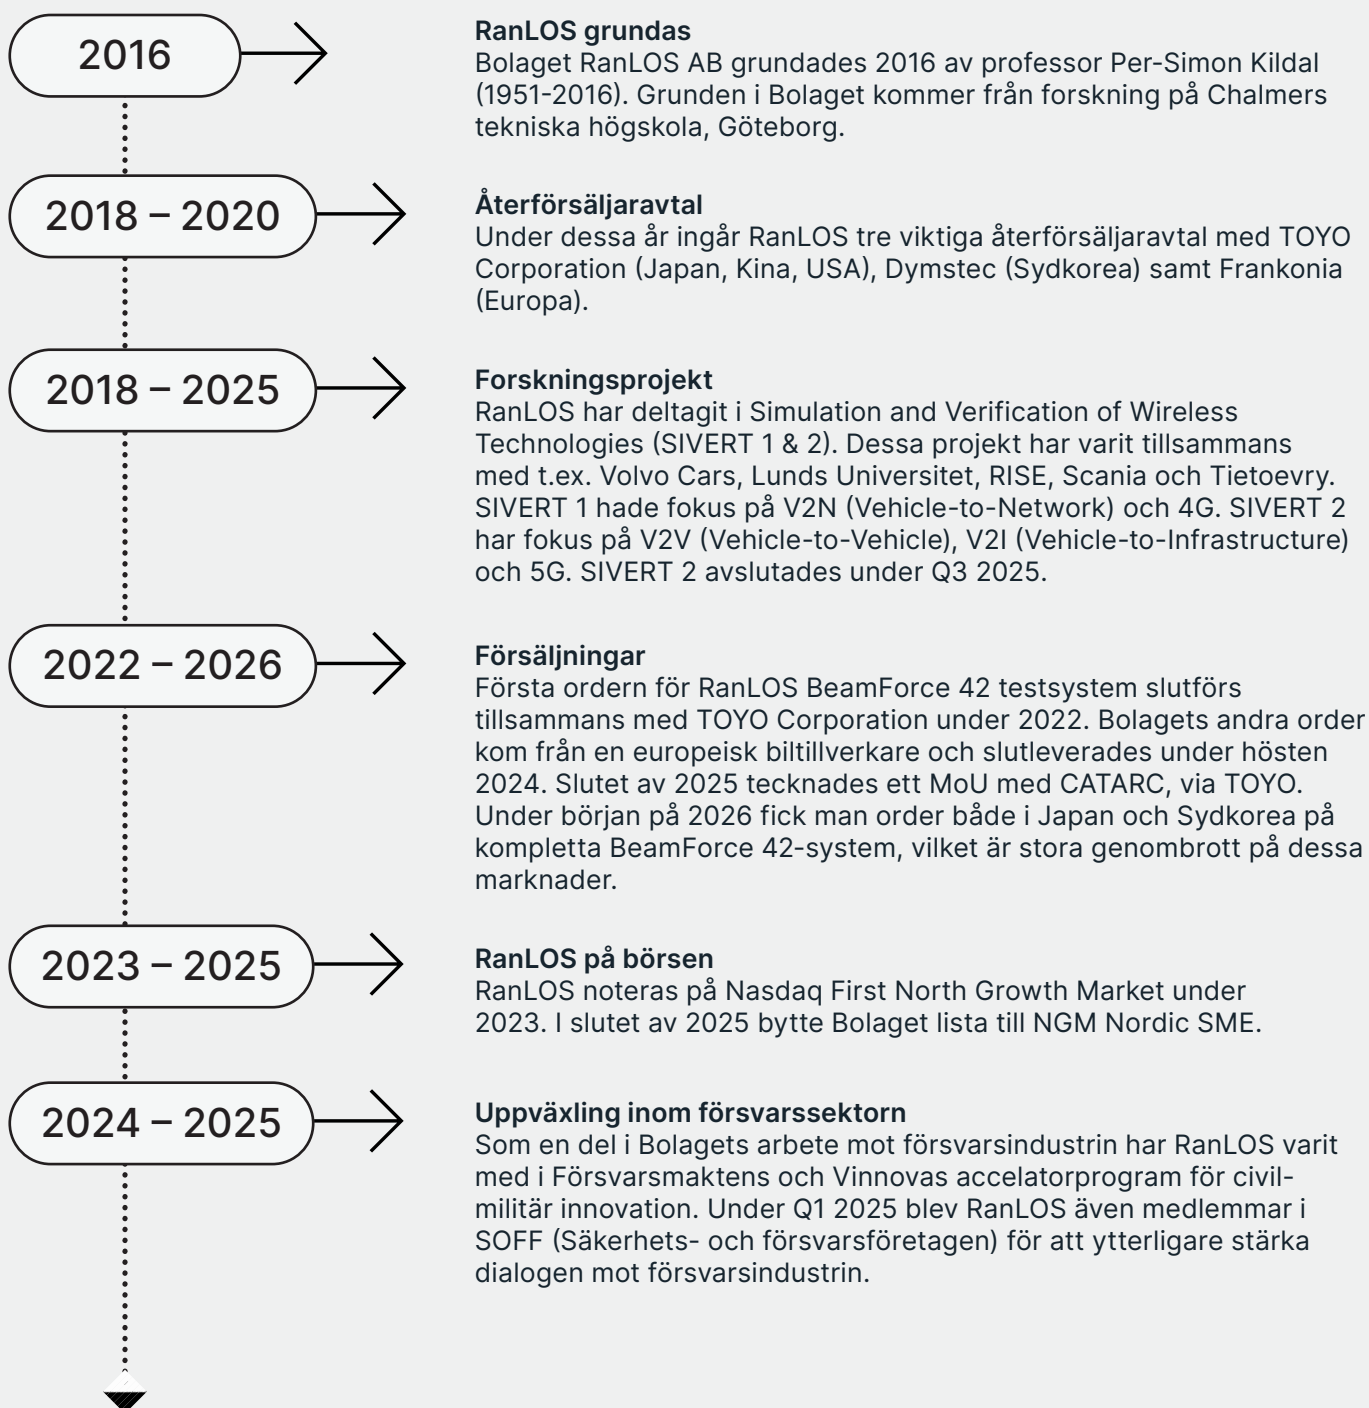 2016
RanLOS grundas
Bolaget RanLOS AB grundades 2016 av professor Per-Simon Kildal
(1951-2016). Grunden i Bolaget kommer från forskning på Chalmers
tekniska högskola, Göteborg.
2018 – 2020
Återförsäljaravtal
Under dessa år ingår RanLOS tre viktiga återförsäljaravtal med TOYO
Corporation (Japan, Kina, USA), Dymstec (Sydkorea) samt Frankonia
(Europa).
2018 – 2025
Forskningsprojekt
RanLOS har deltagit i Simulation and Verification of Wireless
Technologies (SIVERT 1 & 2). Dessa projekt har varit tillsammans
med t.ex. Volvo Cars, Lunds Universitet, RISE, Scania och Tietoevry.
SIVERT 1 hade fokus på V2N (Vehicle-to-Network) och 4G. SIVERT 2
har fokus på V2V (Vehicle-to-Vehicle), V2I (Vehicle-to-Infrastructure)
och 5G. SIVERT 2 avslutades under Q3 2025.
2022 – 2026
Försäljningar
Första ordern för RanLOS BeamForce 42 testsystem slutförs
tillsammans med TOYO Corporation under 2022. Bolagets andra order
kom från en europeisk biltillverkare och slutleverades under hösten
2024. Slutet av 2025 tecknades ett MoU med CATARC, via TOYO.
Under början på 2026 fick man order både i Japan och Sydkorea på
kompletta BeamForce 42-system, vilket är stora genombrott på dessa
marknader.
2023 – 2025
RanLOS på börsen
RanLOS noteras på Nasdaq First North Growth Market under
2023. I slutet av 2025 bytte Bolaget lista till NGM Nordic SME.
2024 – 2025
Uppväxling inom försvarssektorn
Som en del i Bolagets arbete mot försvarsindustrin har RanLOS varit
med i Försvarsmaktens och Vinnovas accelatorprogram för civil-
militär innovation. Under Q1 2025 blev RanLOS även medlemmar i
SOFF (Säkerhets- och försvarsföretagen) för att ytterligare stärka
dialogen mot försvarsindustrin.